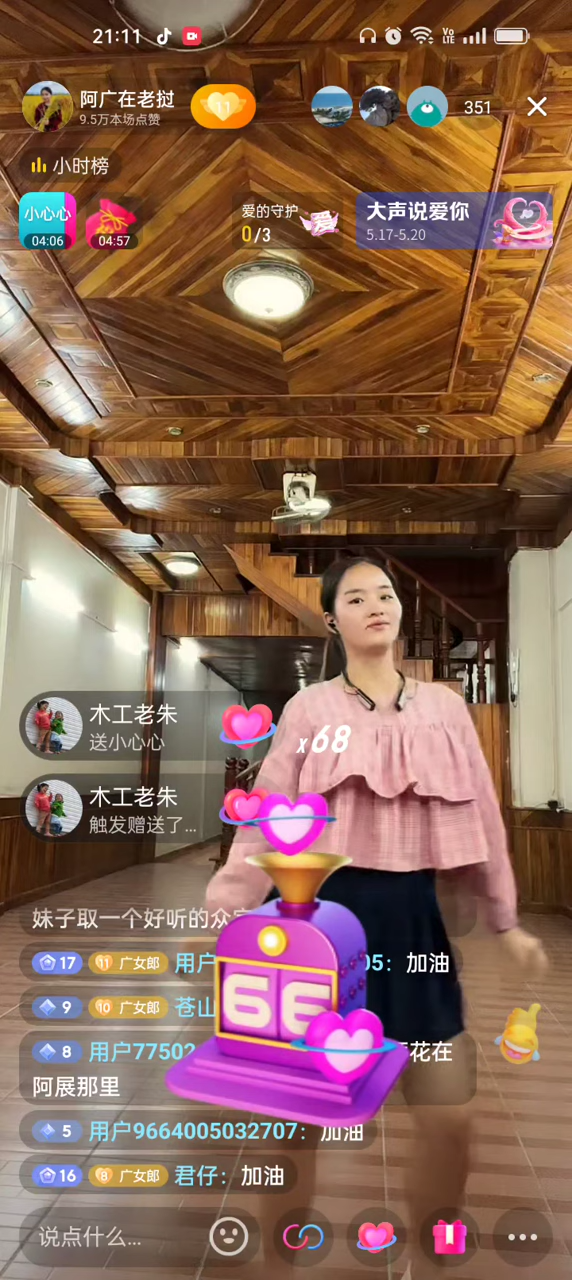 21:11
Vo
LTE
阿广在老挝
9.5万本场点赞
11
351
小时榜
小心心
04:06
04:57
爱的守护
0/3
爱
大声说爱你
5.17-5.20
木工老朱
送小心心
x68
木工老朱
触发赠送了...
妹子取一个好听的众
17 11 广女郎 用户 05：加油
9 10 广女郎 苍山
66
8 用户77502 花在
阿展那里
5 用户9664005032707：加油
16 8 广女郎 君仔：加油
说点什么...